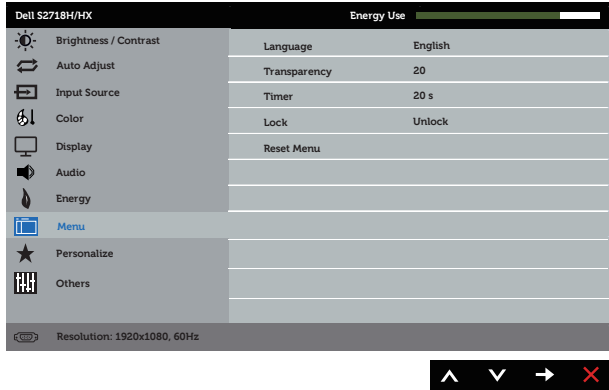 Dell S2718H/HX Energy Use
Brightness / Contrast
Auto Adjust
Input Source
Color
Display
Audio
Energy
Menu
Personalize
Others
Language English
Transparency 20
Timer 20 s
Lock Unlock
Reset Menu
Resolution: 1920x1080, 60Hz